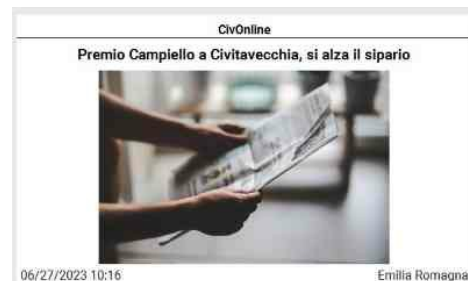 CivOnline
Premio Campiello a Civitavecchia, si alza il sipario
06/27/2023 10:16
Emilia Romagna